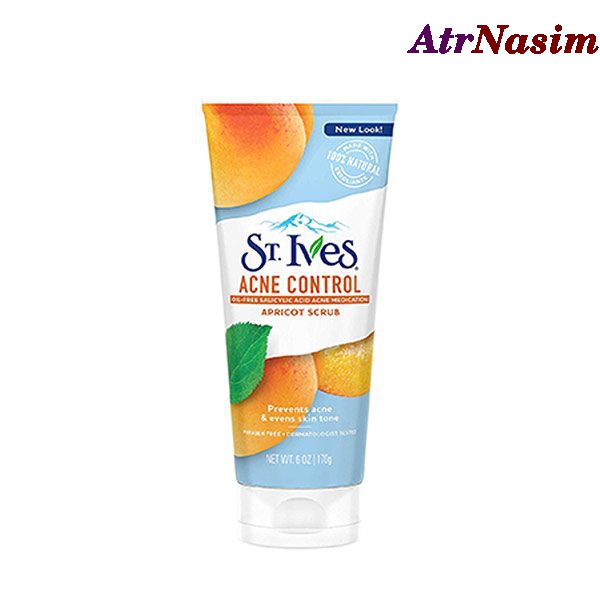 AtrNasim
New Look!
MADE WITH
100% NATURAL
EXFOLIANTS
ST. IVES®
ACNE CONTROL
OIL-FREE SALICYLIC ACID ACNE MEDICATION
APRICOT SCRUB
Prevents acne
& evens skin tone
PARABEN FREE • DERMATOLOGIST TESTED
NET WT. 6 OZ | 170g